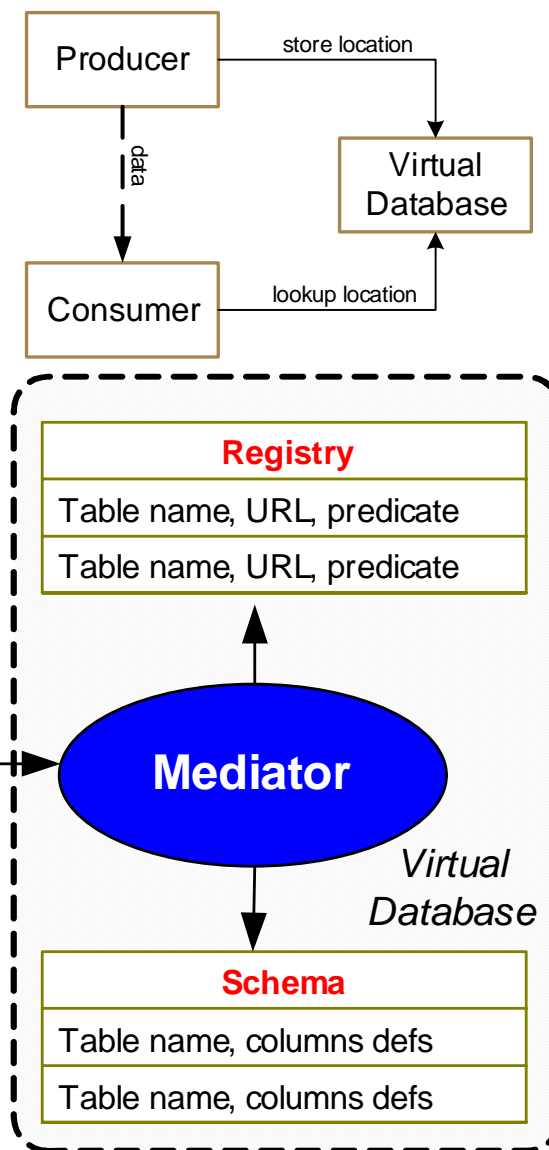 Producer
store location
data
Virtual
Database
Consumer
lookup location
Registry
Table name, URL, predicate
Table name, URL, predicate
Mediator
Virtual
Database
Schema
Table name, columns defs
Table name, columns defs